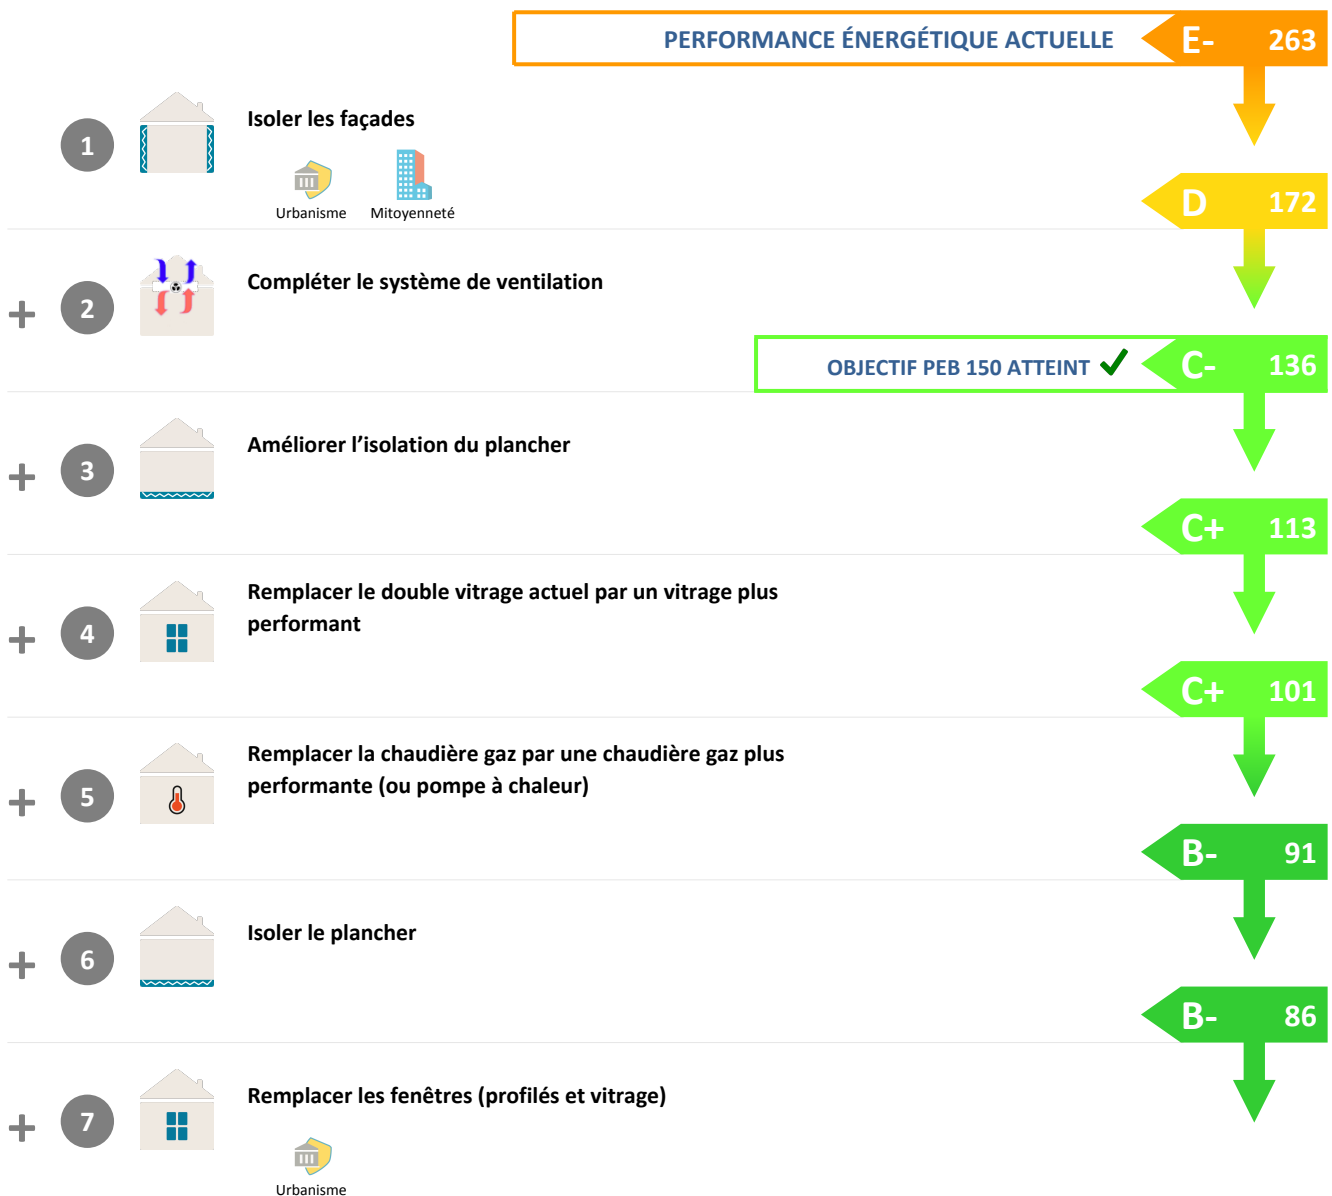 PERFORMANCE ÉNERGÉTIQUE ACTUELLE E- 263
1 Isoler les façades
Urbanisme Mitoyenneté
D 172
+ 2 Compléter le système de ventilation
OBJECTIF PEB 150 ATTEINT ✓ C- 136
+ 3 Améliorer l’isolation du plancher
C+ 113
+ 4 Remplacer le double vitrage actuel par un vitrage plus
performant
C+ 101
+ 5 Remplacer la chaudière gaz par une chaudière gaz plus
performante (ou pompe à chaleur)
B- 91
+ 6 Isoler le plancher
B- 86
+ 7 Remplacer les fenêtres (profilés et vitrage)
Urbanisme